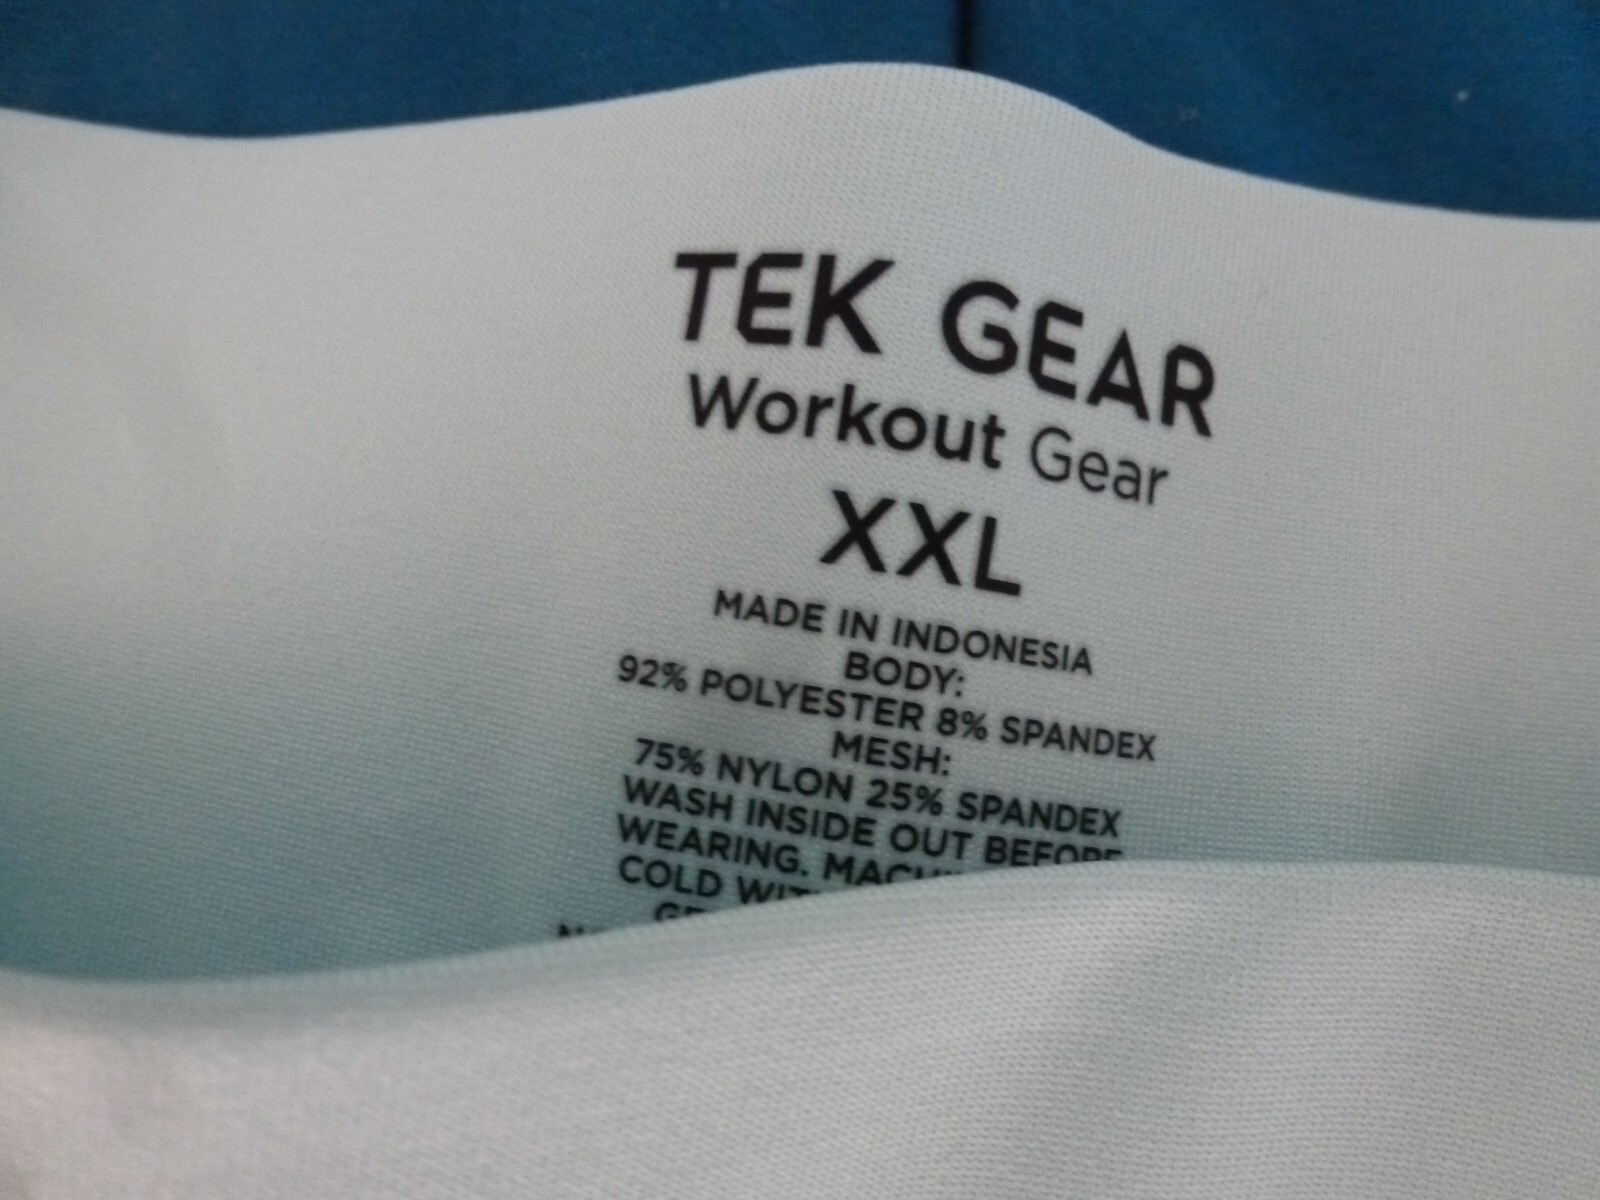 TEK GEAR
Workout Gear
XXL
MADE IN INDONESIA
BODY:
92% POLYESTER 8% SPANDEX
MESH:
75% NYLON 25% SPANDEX
WASH INSIDE OUT BEFORE
WEARING.
COLD